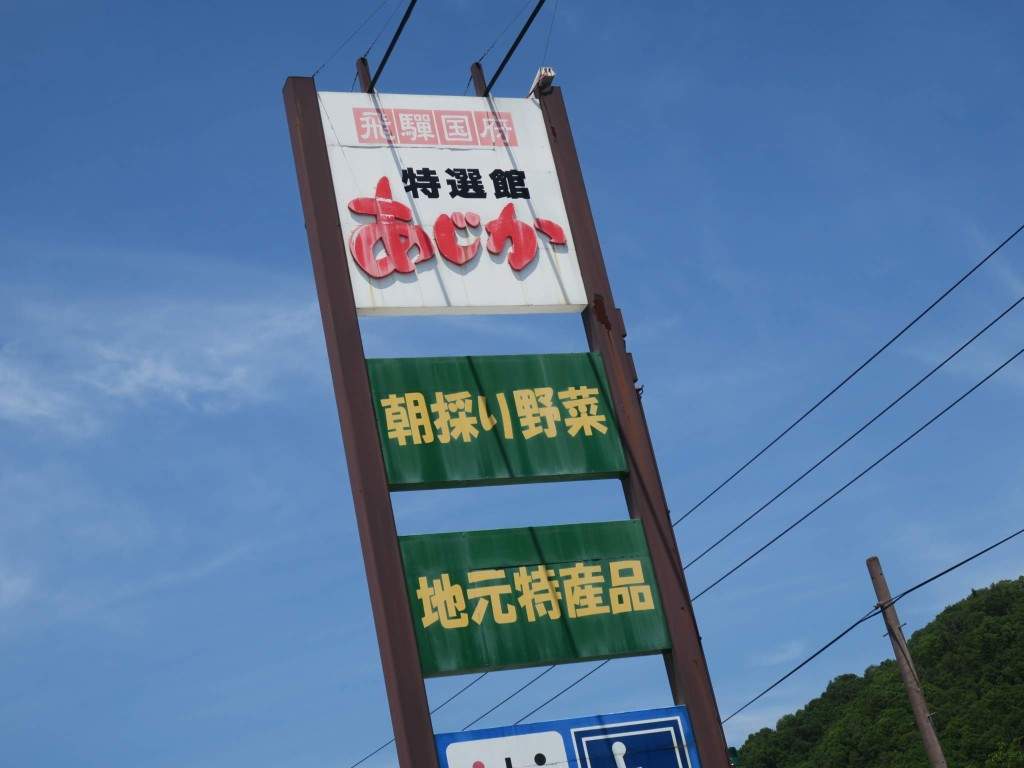 飛驒国府
特選館
あじか
朝採り野菜
地元特産品